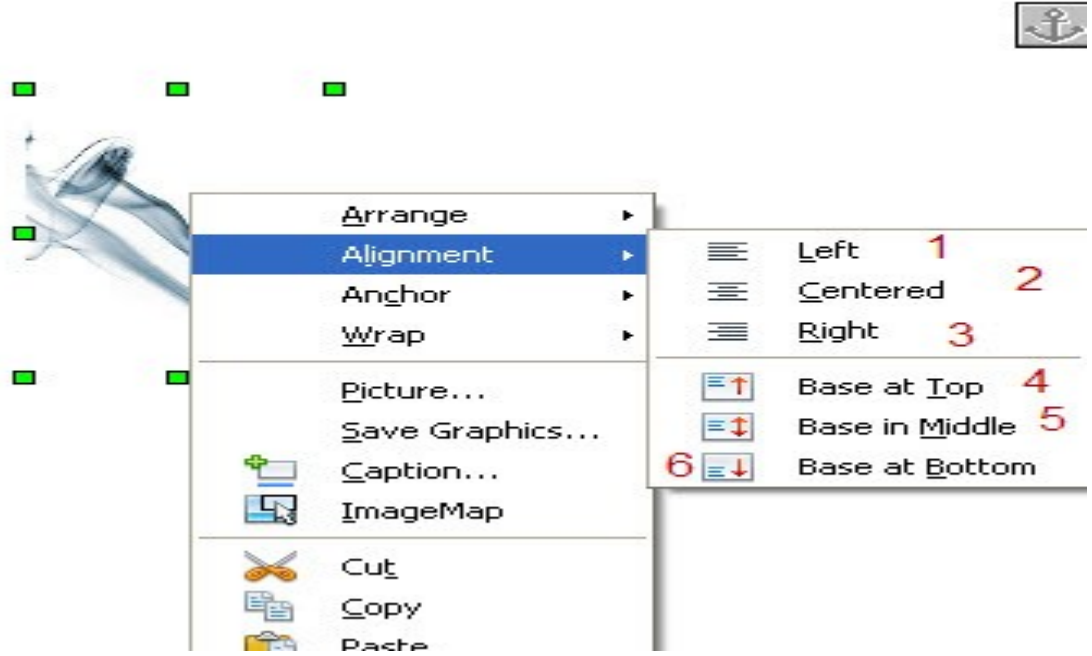 Arrange
Alignment
Anchor
Wrap
Picture...
Save Graphics...
Caption...
ImageMap
Cut
Copy
Paste
Left 1
Centered 2
Right 3
Base at Top 4
Base in Middle 5
6 Base at Bottom